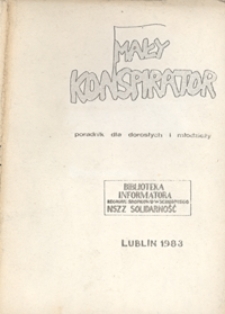 MAŁY
KONSPIRATOR
poradnik dla dorosłych i młodzieży
BIBLIOTEKA
INFORMATORA
NSZZ SOLIDARNOŚĆ
LUBLIN 1983